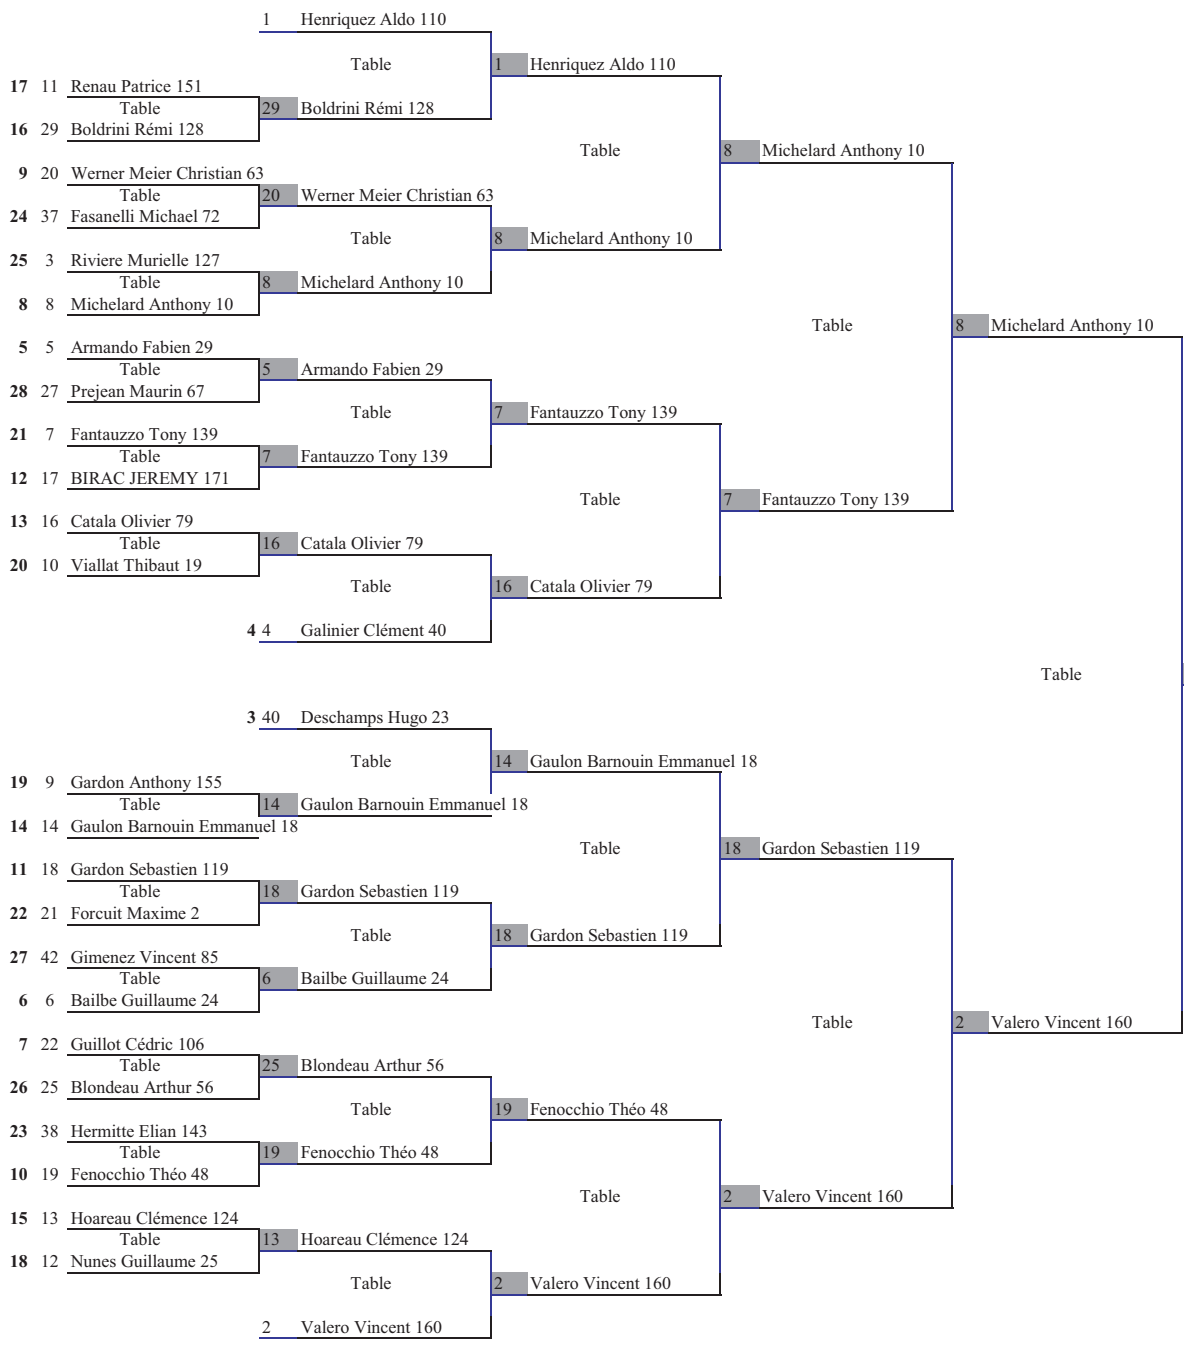 1 Henriquez Aldo 110
Table 1 Henriquez Aldo 110
17 11 Renau Patrice 151
Table 29 Boldrini Rémi 128
16 29 Boldrini Rémi 128
Table 8 Michelard Anthony 10
9 20 Werner Meier Christian 63
Table 20 Werner Meier Christian 63
24 37 Fasanelli Michael 72
Table 8 Michelard Anthony 10
25 3 Riviere Murielle 127
Table 8 Michelard Anthony 10
8 8 Michelard Anthony 10
Table 8 Michelard Anthony 10
5 5 Armando Fabien 29
Table 5 Armando Fabien 29
28 27 Prejean Maurin 67
Table 7 Fantauzzo Tony 139
21 7 Fantauzzo Tony 139
Table 7 Fantauzzo Tony 139
12 17 BIRAC JEREMY 171
Table 7 Fantauzzo Tony 139
13 16 Catala Olivier 79
Table 16 Catala Olivier 79
20 10 Viallat Thibaut 19
Table 16 Catala Olivier 79
4 4 Galinier Clément 40
Table
3 40 Deschamps Hugo 23
Table 14 Gaulon Barnouin Emmanuel 18
19 9 Gardon Anthony 155
Table 14 Gaulon Barnouin Emmanuel 18
14 14 Gaulon Barnouin Emmanuel 18
Table 18 Gardon Sebastien 119
11 18 Gardon Sebastien 119
Table 18 Gardon Sebastien 119
22 21 Forcuit Maxime 2
Table 18 Gardon Sebastien 119
27 42 Gimenez Vincent 85
Table 6 Bailbe Guillaume 24
6 6 Bailbe Guillaume 24
Table 2 Valero Vincent 160
7 22 Guillot Cédric 106
Table 25 Blondeau Arthur 56
26 25 Blondeau Arthur 56
Table 19 Fenocchio Théo 48
23 38 Hermitte Elian 143
Table 19 Fenocchio Théo 48
10 19 Fenocchio Théo 48
Table 2 Valero Vincent 160
15 13 Hoareau Clémence 124
Table 13 Hoareau Clémence 124
18 12 Nunes Guillaume 25
Table 2 Valero Vincent 160
2 Valero Vincent 160